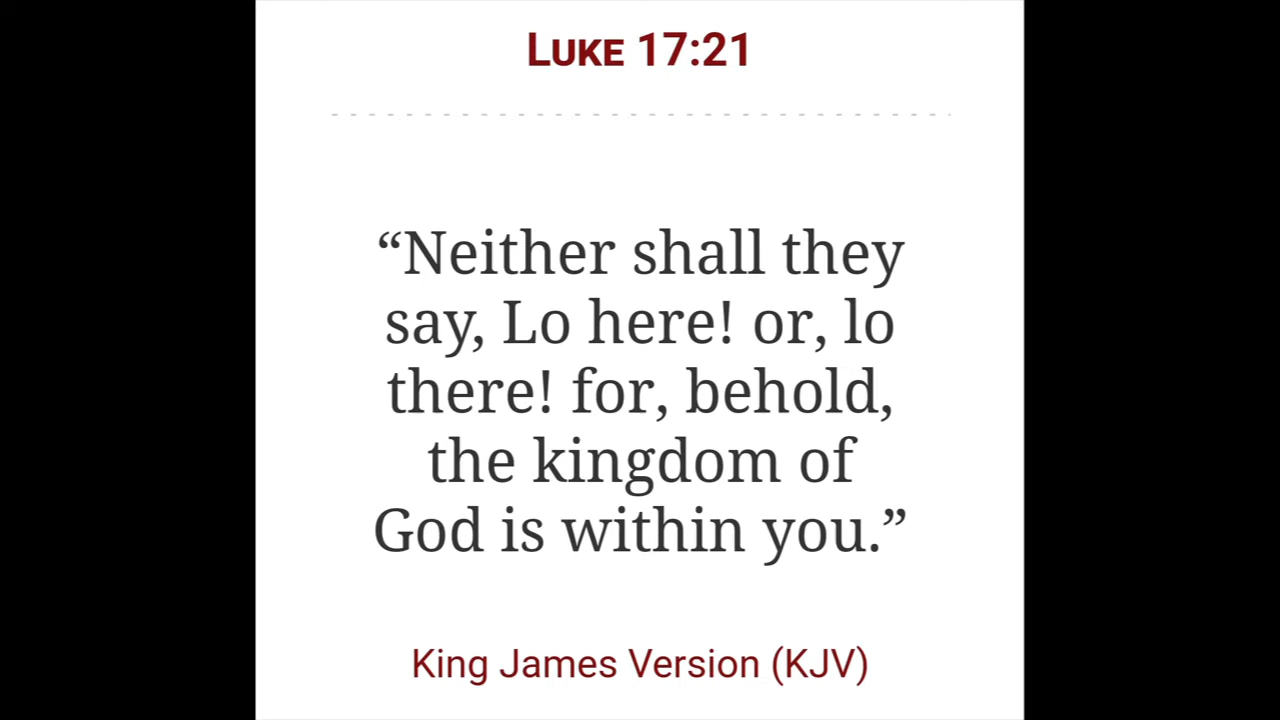 Luke 17:21
“Neither shall they
say, Lo here! or, lo
there! for, behold,
the kingdom of
God is within you.”
King James Version (KJV)